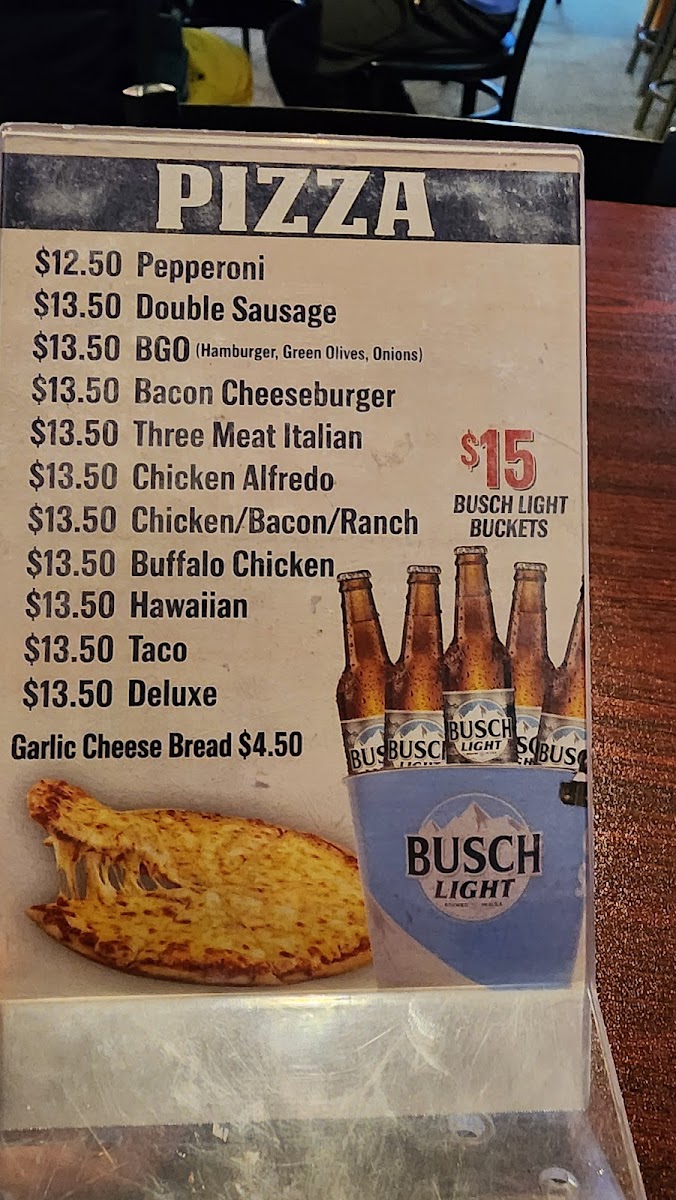 PIZZA
$12.50 Pepperoni
$13.50 Double Sausage
$13.50 BGO (Hamburger, Green Olives, Onions)
$13.50 Bacon Cheeseburger
$13.50 Three Meat Italian
$13.50 Chicken Alfredo
$13.50 Chicken/Bacon/Ranch
$13.50 Buffalo Chicken
$13.50 Hawaiian
$13.50 Taco
$13.50 Deluxe
Garlic Cheese Bread $4.50
$15
BUSCH LIGHT
BUCKETS
BUSCH
LIGHT
BUSCH
LIGHT